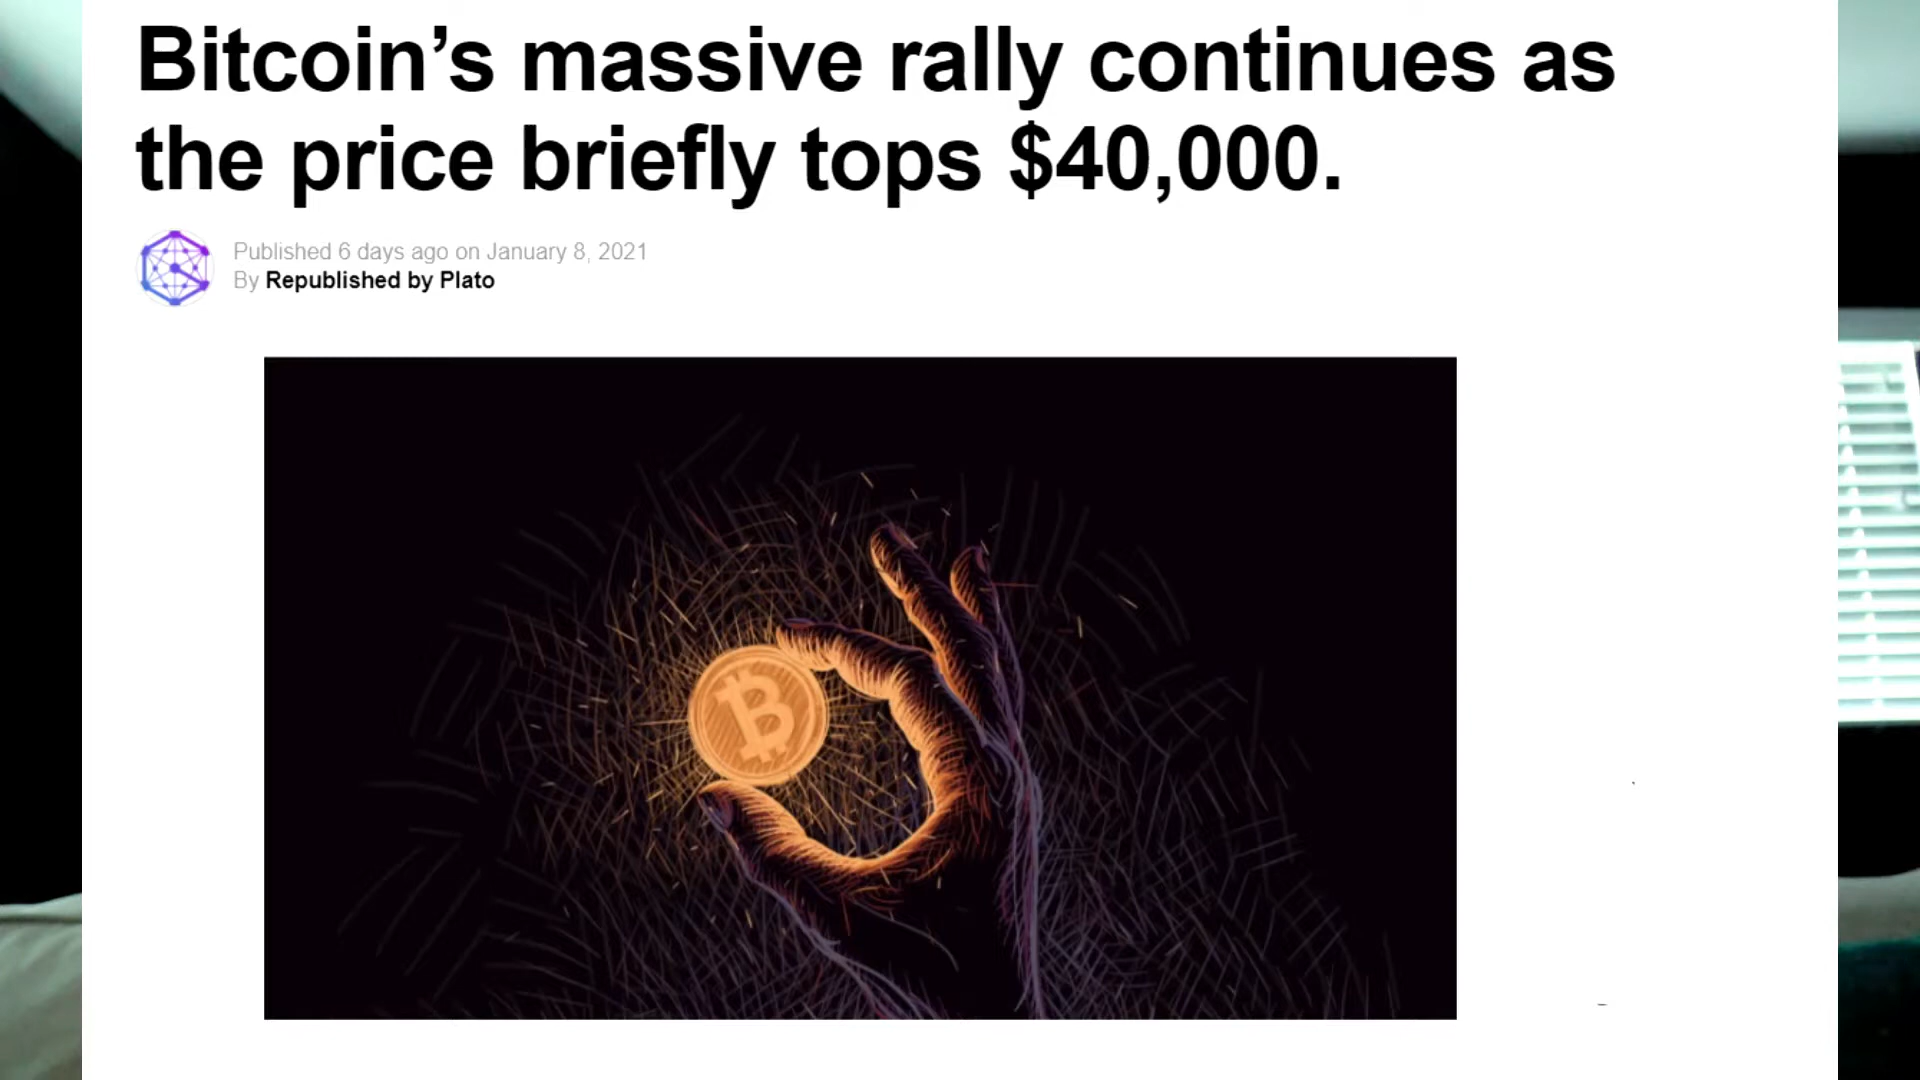 Bitcoin’s massive rally continues as
the price briefly tops $40,000.
Published 6 days ago on January 8, 2021
By Republished by Plato